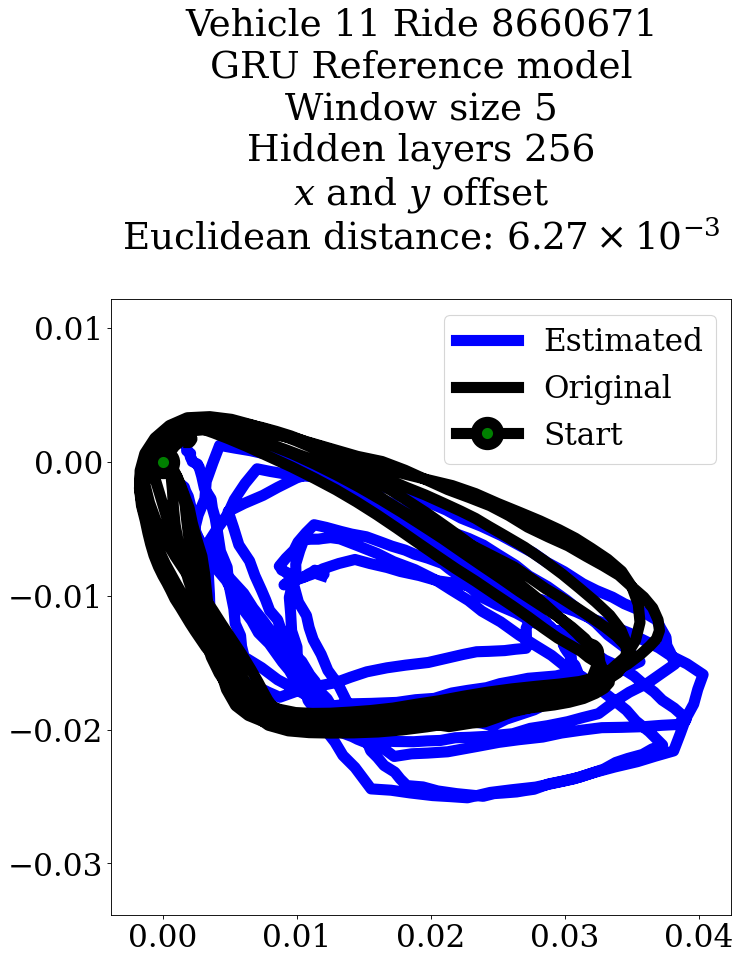 Vehicle 11 Ride 8660671
GRU Reference model
Window size 5
Hidden layers 256
x and y offset
Euclidean distance: 6.27 × 10⁻³
Estimated
Original
Start
0.01
0.00
−0.01
−0.02
−0.03
0.00 0.01 0.02 0.03 0.04